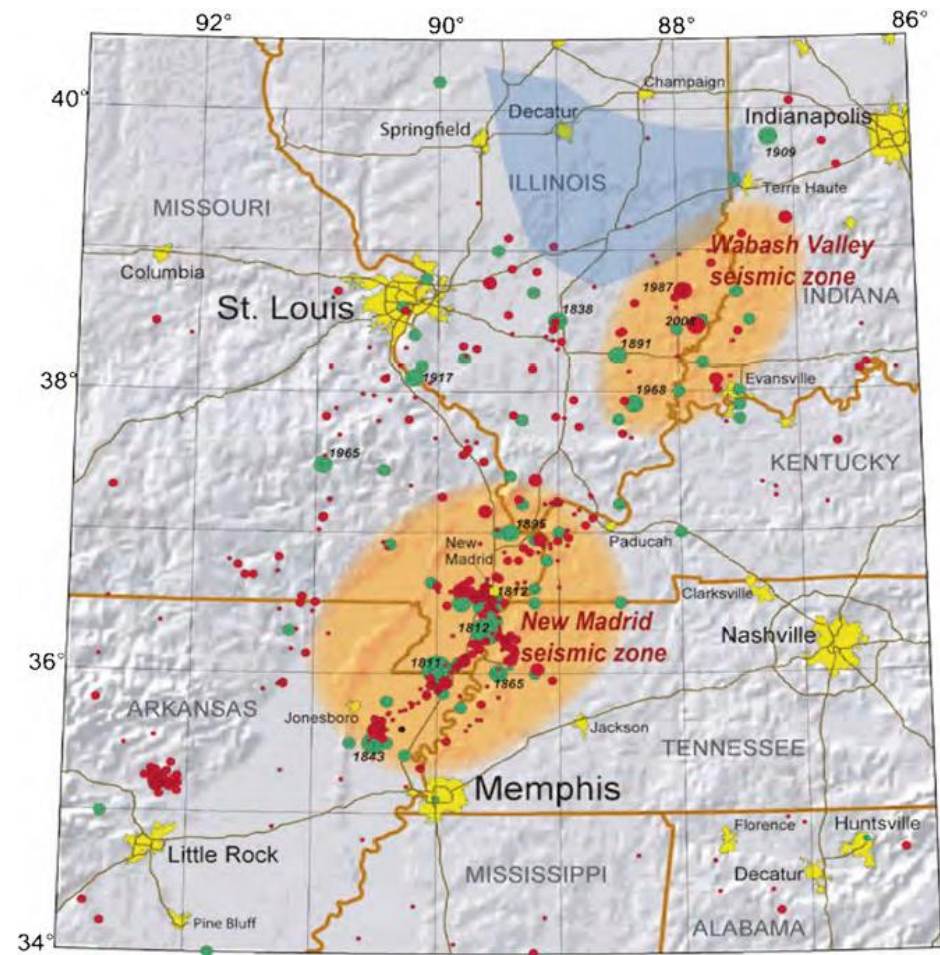 92°
90°
88°
86°
40°
Champaign
Decatur
Indianapolis
Springfield
1909
ILLINOIS
Terre Haute
MISSOURI
Wabash Valley
seismic zone
Columbia
1987
INDIANA
St. Louis
1838
2008
1891
38°
1917
1968
Evansville
1965
KENTUCKY
1895
New
Madrid
Paducah
1812
Clarksville
1812
New Madrid
seismic zone
Nashville
36°
1811
1865
ARKANSAS
Jonesboro
Jackson
TENNESSEE
1843
Memphis
Little Rock
Florence
Huntsville
MISSISSIPPI
Decatur
Pine Bluff
ALABAMA
34°